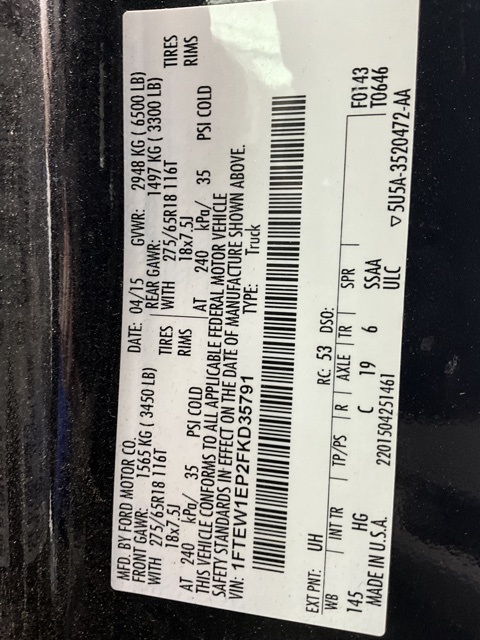 MFD. BY FORD MOTOR CO.
DATE: 04/15 GVWR: 2948 KG ( 6500 LB)
FRONT GAWR: 1565 KG ( 3450 LB) REAR GAWR: 1497 KG ( 3300 LB)
WITH 275/65R18 116T TIRES WITH 275/65R18 116T TIRES
18x7.5J RIMS 18x7.5J RIMS
AT 240 kPa/ 35 PSI COLD AT 240 kPa/ 35 PSI COLD
THIS VEHICLE CONFORMS TO ALL APPLICABLE FEDERAL MOTOR VEHICLE
SAFETY STANDARDS IN EFFECT ON THE DATE OF MANUFACTURE SHOWN ABOVE.
VIN: 1FTEW1EP2FKD35791 TYPE: Truck
F0143
T0646
EXT PNT: UH RC: 53 DSO:
WB INT TR TP/PS R AXLE TR SPR
145 HG C 19 6 SSAA
MADE IN U.S.A. 2201504251461 ULC
▽ 5U5A-3520472-AA